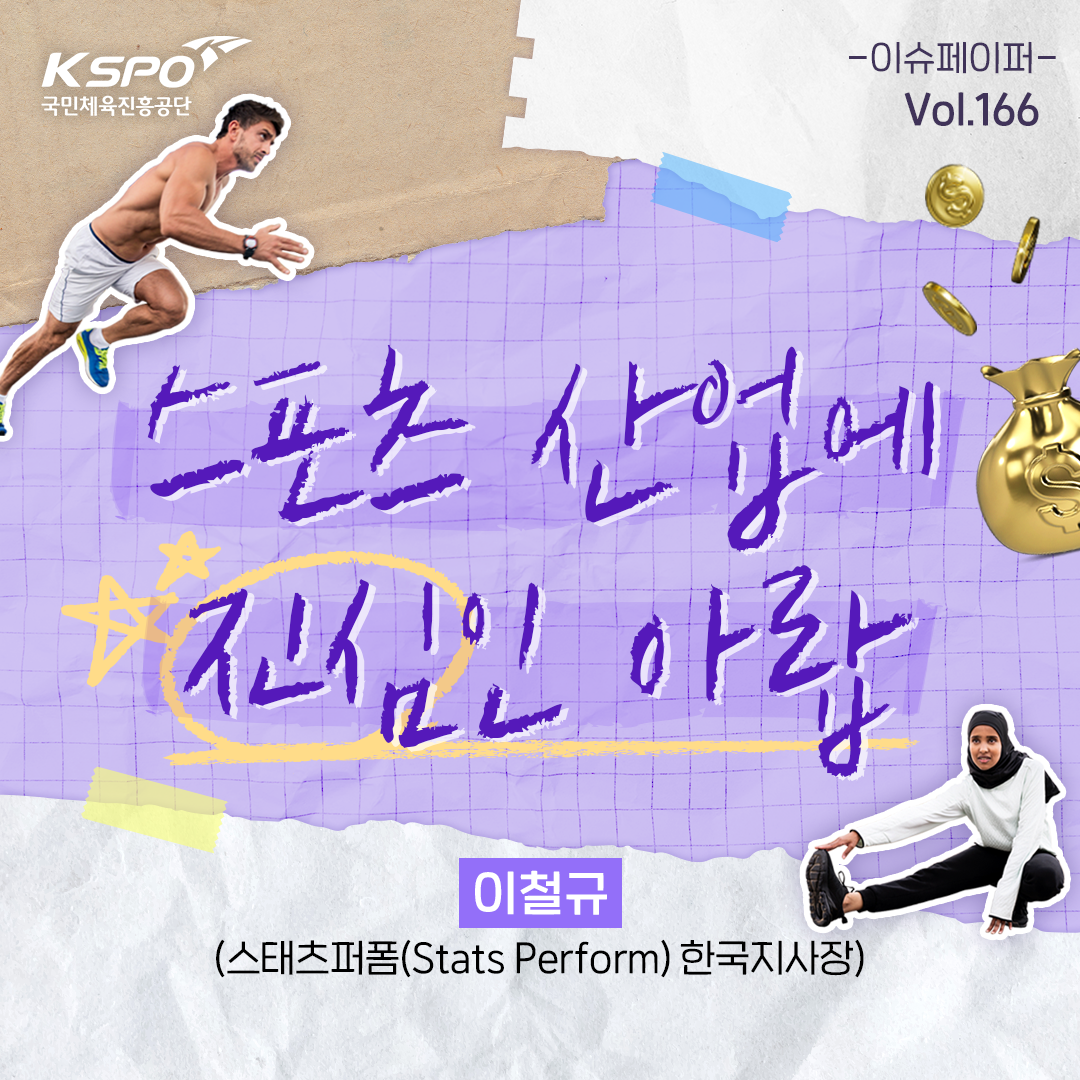 KSPO
국민체육진흥공단
-이슈페이퍼-
Vol.166
스포츠 산업에
진심인 아랍
이철규
(스태츠퍼폼(Stats Perform) 한국지사장)